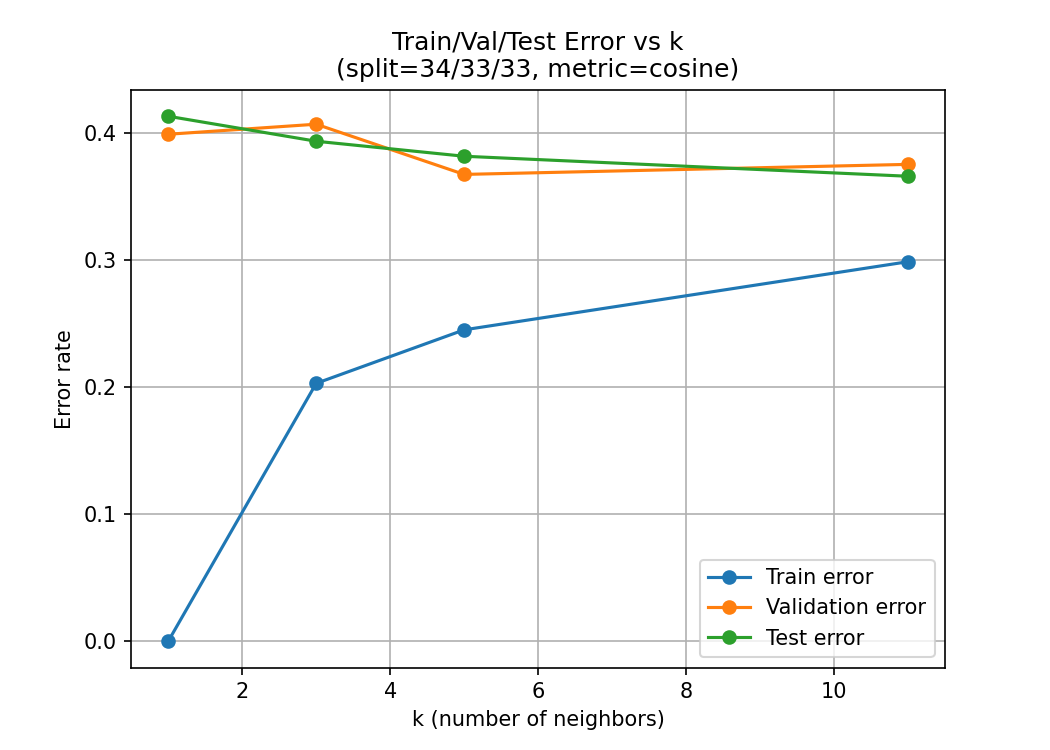 Train/Val/Test Error vs k
(split=34/33/33, metric=cosine)
Error rate
0.4
0.3
0.2
0.1
0.0
2 4 6 8 10
k (number of neighbors)
Train error
Validation error
Test error